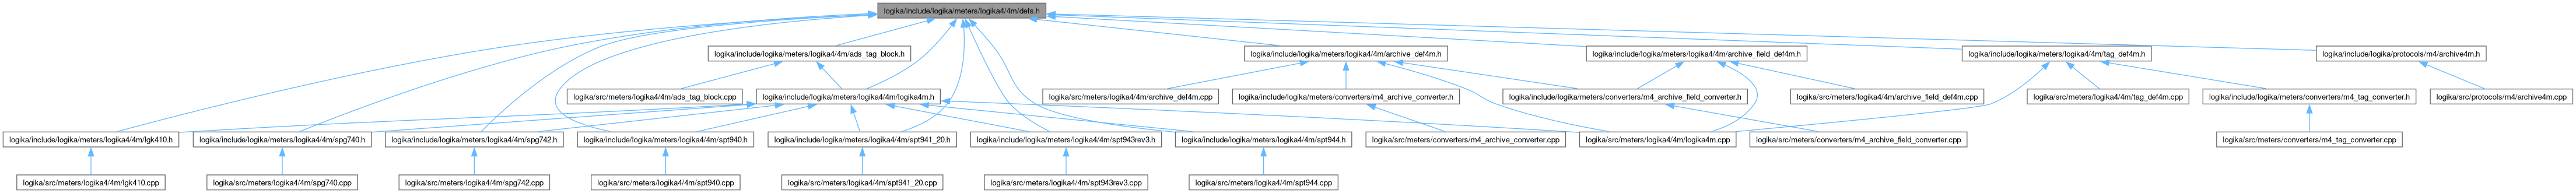 logika/include/logika/meters/logika4/4m/defs.h
logika/include/logika/meters/logika4/4m/ads_tag_block.h
logika/include/logika/meters/logika4/4m/archive_def4m.h
logika/include/logika/meters/logika4/4m/archive_field_def4m.h
logika/include/logika/meters/logika4/4m/tag_def4m.h
logika/include/logika/protocols/m4/archive4m.h
logika/src/meters/logika4/4m/ads_tag_block.cpp
logika/include/logika/meters/logika4/4m/logika4m.h
logika/src/meters/logika4/4m/archive_def4m.cpp
logika/include/logika/meters/converters/m4_archive_converter.h
logika/include/logika/meters/converters/m4_archive_field_converter.h
logika/src/meters/logika4/4m/archive_field_def4m.cpp
logika/src/meters/logika4/4m/tag_def4m.cpp
logika/include/logika/meters/converters/m4_tag_converter.h
logika/src/protocols/m4/archive4m.cpp
logika/include/logika/meters/logika4/4m/lgk410.h
logika/include/logika/meters/logika4/4m/spg740.h
logika/include/logika/meters/logika4/4m/spg742.h
logika/include/logika/meters/logika4/4m/spt940.h
logika/include/logika/meters/logika4/4m/spt941_20.h
logika/include/logika/meters/logika4/4m/spt943rev3.h
logika/include/logika/meters/logika4/4m/spt944.h
logika/src/meters/converters/m4_archive_converter.cpp
logika/src/meters/logika4/4m/logika4m.cpp
logika/src/meters/converters/m4_archive_field_converter.cpp
logika/src/meters/converters/m4_tag_converter.cpp
logika/src/meters/logika4/4m/lgk410.cpp
logika/src/meters/logika4/4m/spg740.cpp
logika/src/meters/logika4/4m/spg742.cpp
logika/src/meters/logika4/4m/spt940.cpp
logika/src/meters/logika4/4m/spt941_20.cpp
logika/src/meters/logika4/4m/spt943rev3.cpp
logika/src/meters/logika4/4m/spt944.cpp